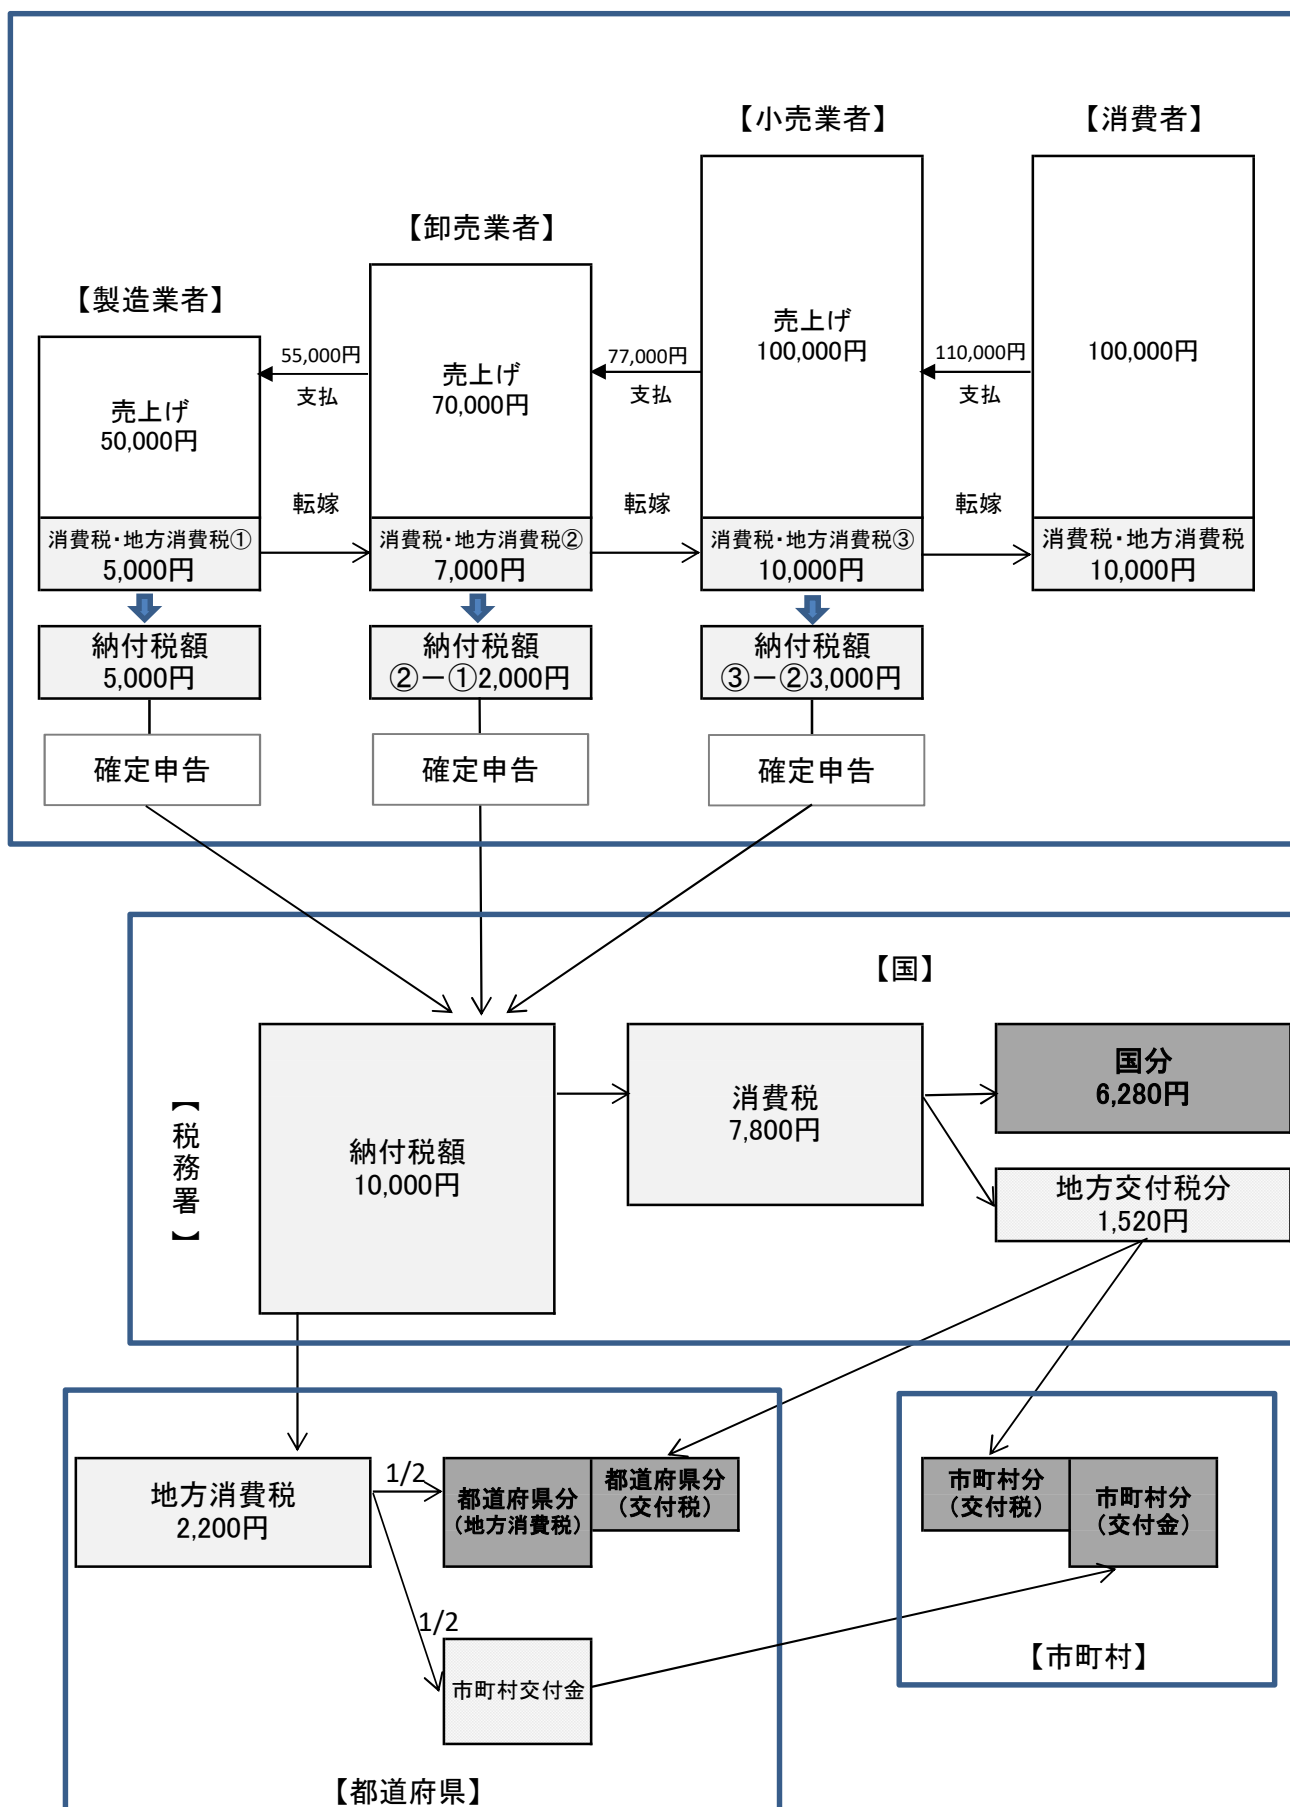 【小売業者】
【消費者】
【卸売業者】
【製造業者】
売上げ
50,000円
55,000円
支払
売上げ
70,000円
77,000円
支払
売上げ
100,000円
110,000円
支払
100,000円
転嫁
転嫁
転嫁
消費税・地方消費税①
5,000円
消費税・地方消費税②
7,000円
消費税・地方消費税③
10,000円
消費税・地方消費税
10,000円
納付税額
5,000円
納付税額
②－①2,000円
納付税額
③－②3,000円
確定申告
確定申告
確定申告
【国】
【税務署】
納付税額
10,000円
消費税
7,800円
国分
6,280円
地方交付税分
1,520円
地方消費税
2,200円
1/2
都道府県分
（地方消費税）
都道府県分
（交付税）
市町村分
（交付税）
市町村分
（交付金）
1/2
市町村交付金
【市町村】
【都道府県】